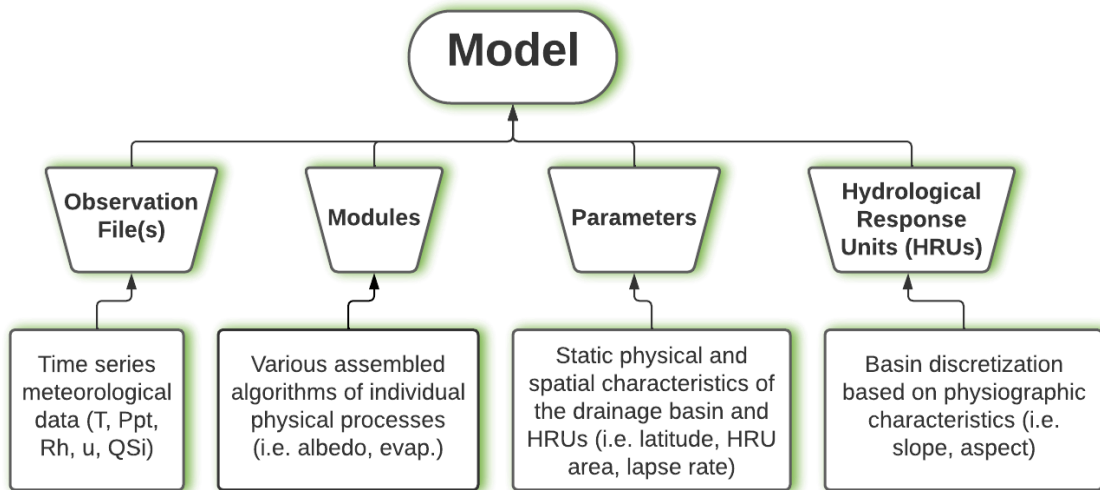 Model
Observation
File(s)
Modules
Parameters
Hydrological
Response
Units (HRUs)
Time series
meteorological
data (T, Ppt,
Rh, u, QSi)
Various assembled
algorithms of individual
physical processes
(i.e. albedo, evap.)
Static physical and
spatial characteristics of
the drainage basin and
HRUs (i.e. latitude, HRU
area, lapse rate)
Basin discretization
based on physiographic
characteristics (i.e.
slope, aspect)